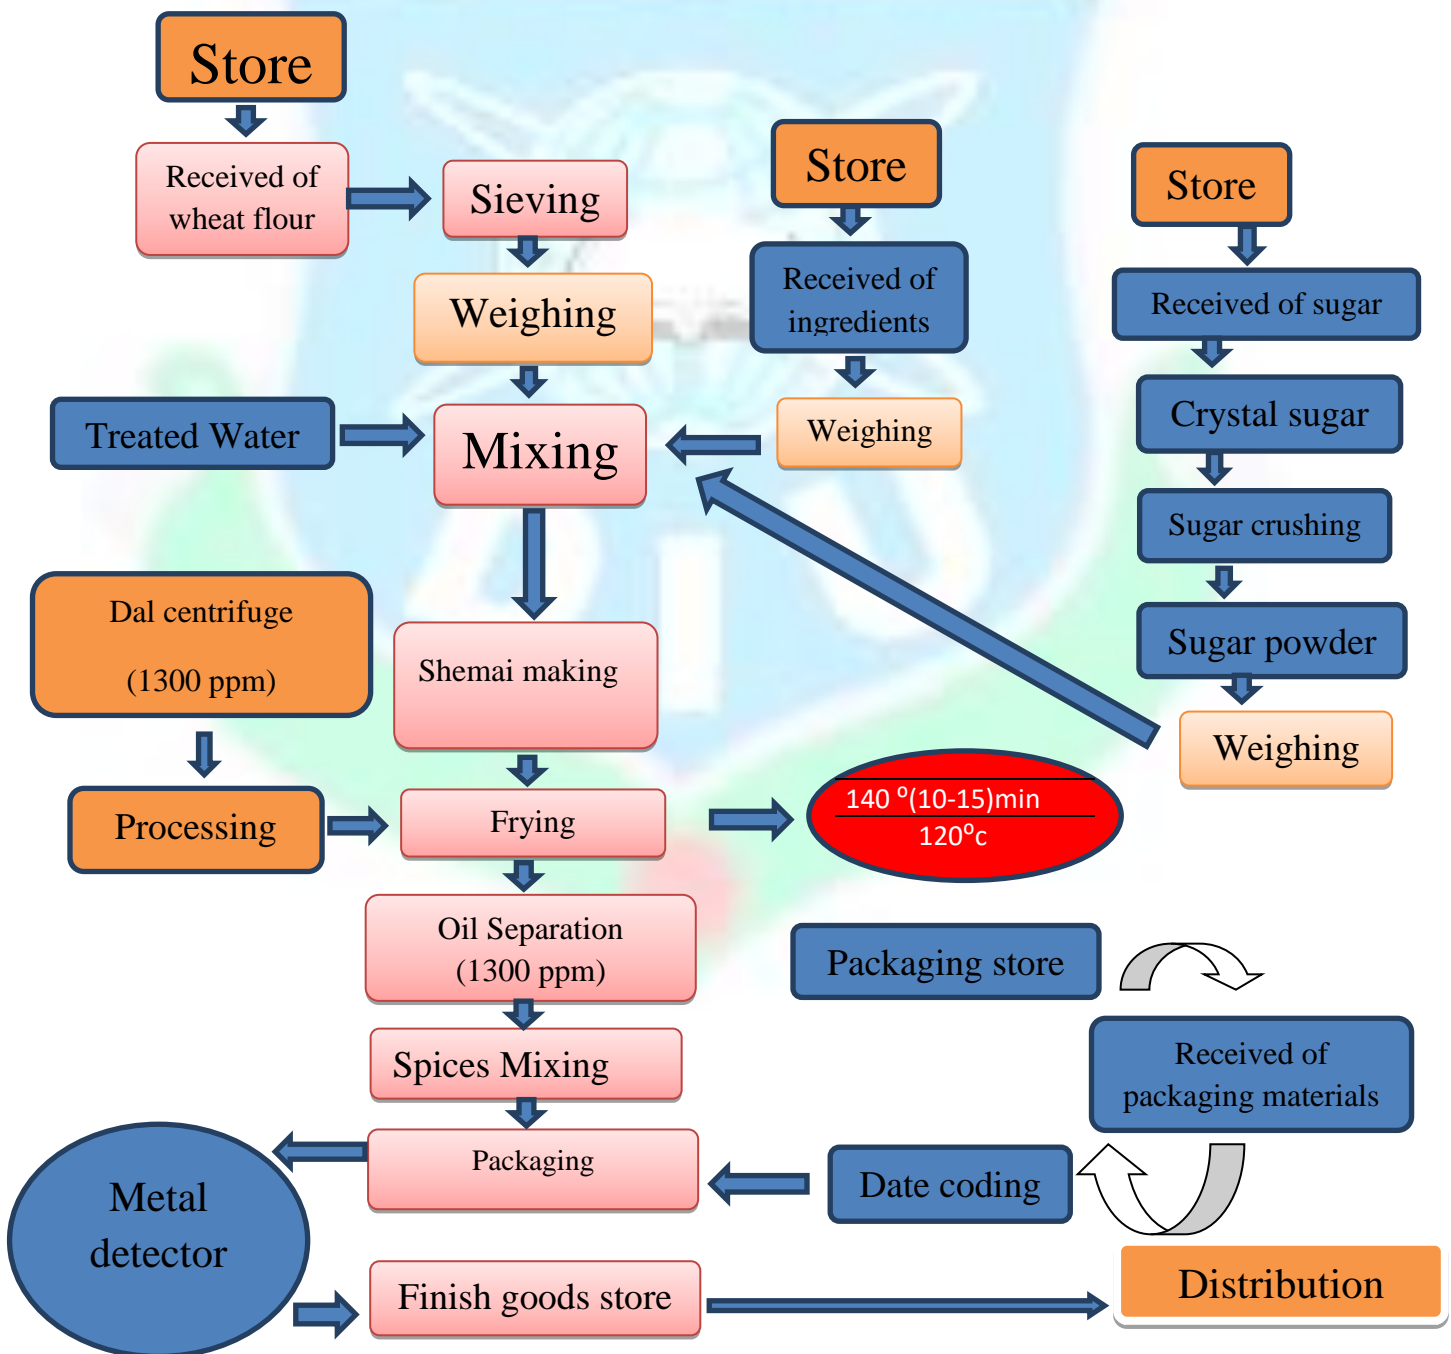 Store
Received of
wheat flour
Sieving
Weighing
Store
Received of
ingredients
Weighing
Store
Received of sugar
Crystal sugar
Sugar crushing
Sugar powder
Weighing
Treated Water
Mixing
Dal centrifuge
(1300 ppm)
Shemai making
Processing
Frying
140 ⁰(10-15)min
120⁰c
Oil Separation
(1300 ppm)
Packaging store
Received of
packaging materials
Spices Mixing
Packaging
Date coding
Metal
detector
Finish goods store
Distribution